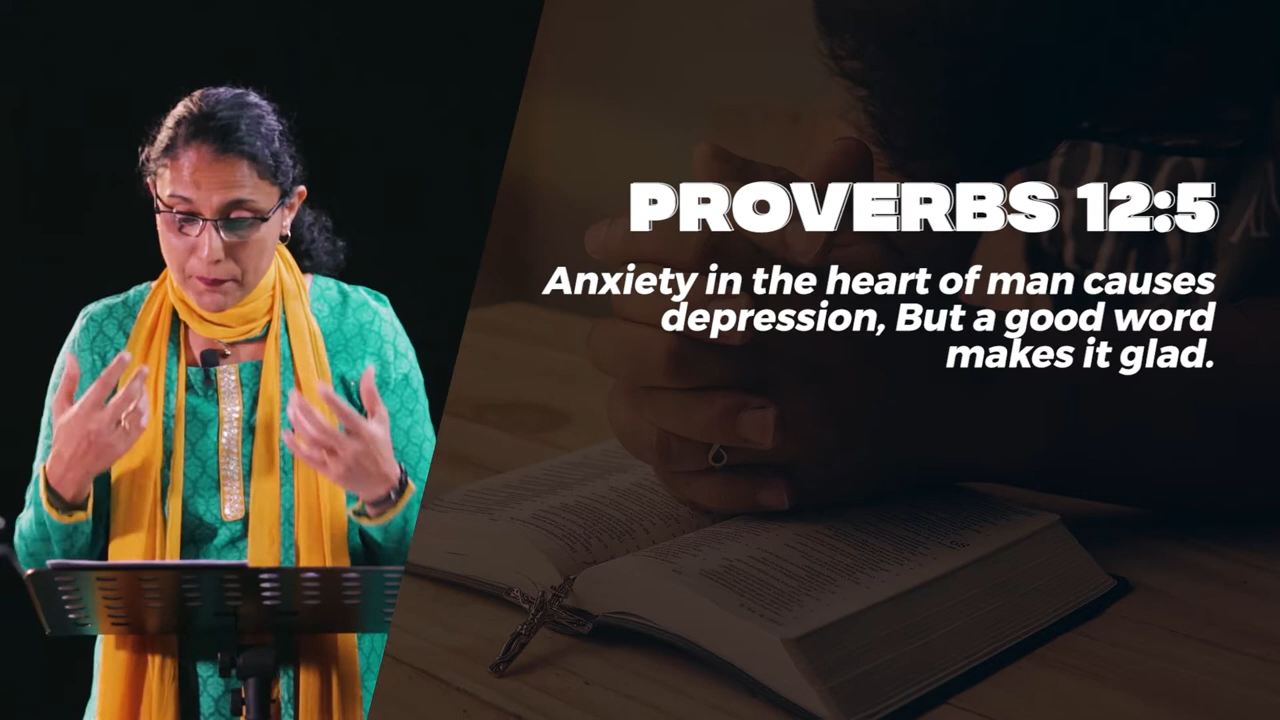 PROVERBS 12:5
Anxiety in the heart of man causes
depression, But a good word
makes it glad.